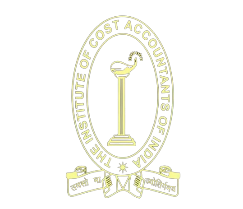 THE INSTITUTE OF COST ACCOUNTANTS OF INDIA